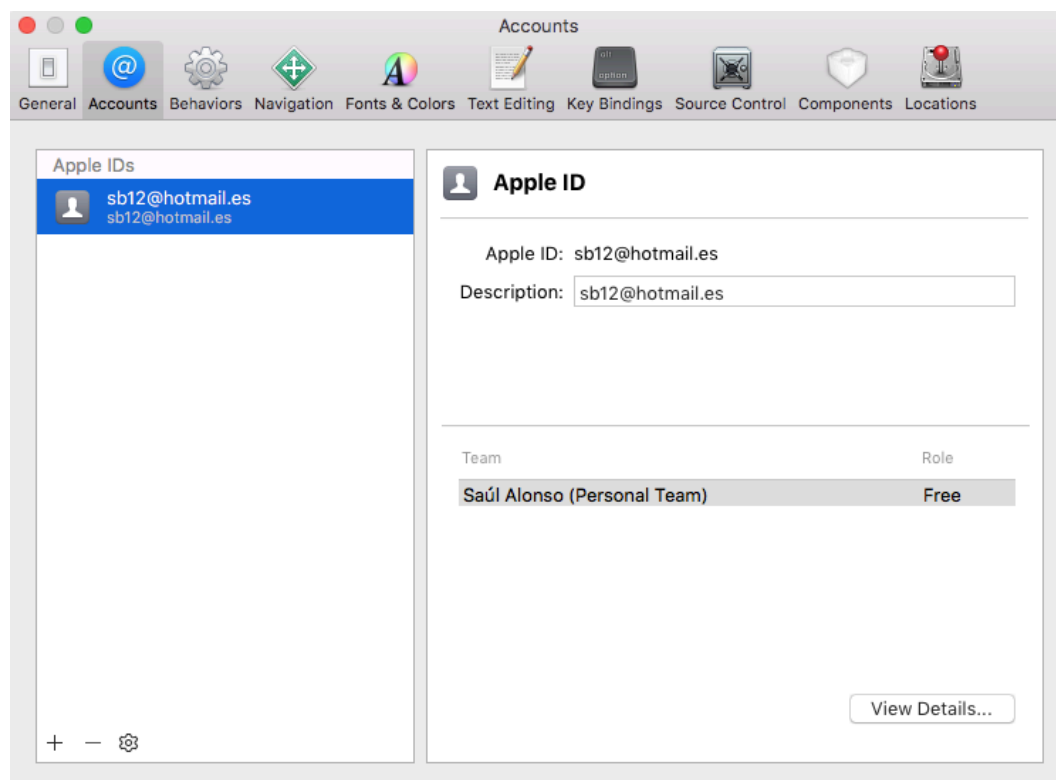 Accounts
General Accounts Behaviors Navigation Fonts & Colors Text Editing Key Bindings Source Control Components Locations
alt
option
Apple IDs
sb12@hotmail.es
sb12@hotmail.es
Apple ID
Apple ID: sb12@hotmail.es
Description: sb12@hotmail.es
Team Role
Saúl Alonso (Personal Team) Free
View Details...